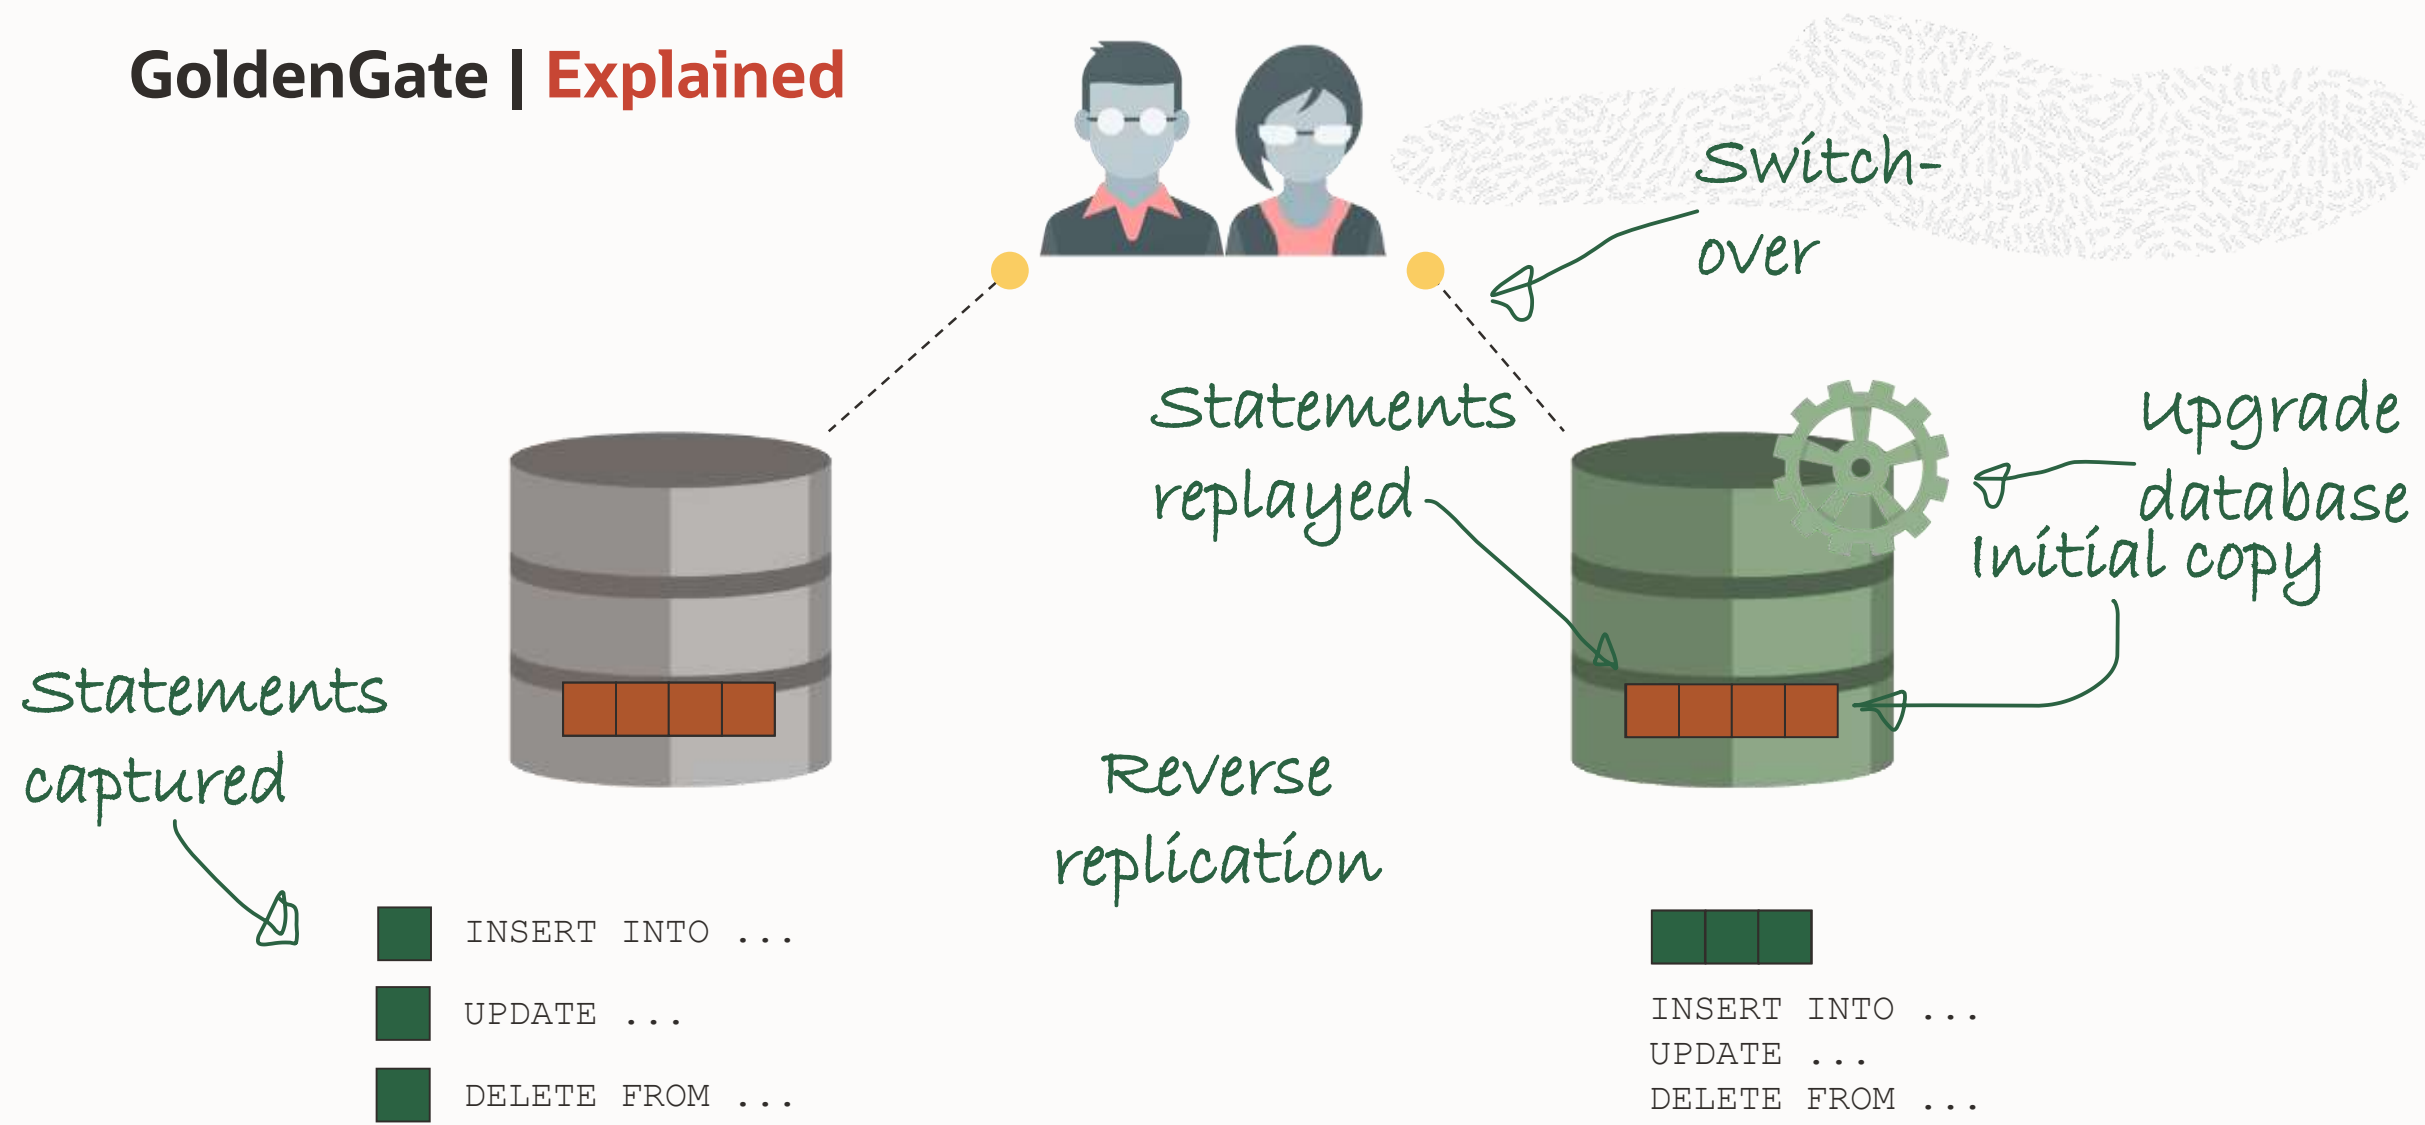 GoldenGate | Explained
Switch-
over
Statements
replayed
Upgrade
database
Initial copy
Statements
captured
Reverse
replication
INSERT INTO ...
UPDATE ...
DELETE FROM ...
INSERT INTO ...
UPDATE ...
DELETE FROM ...